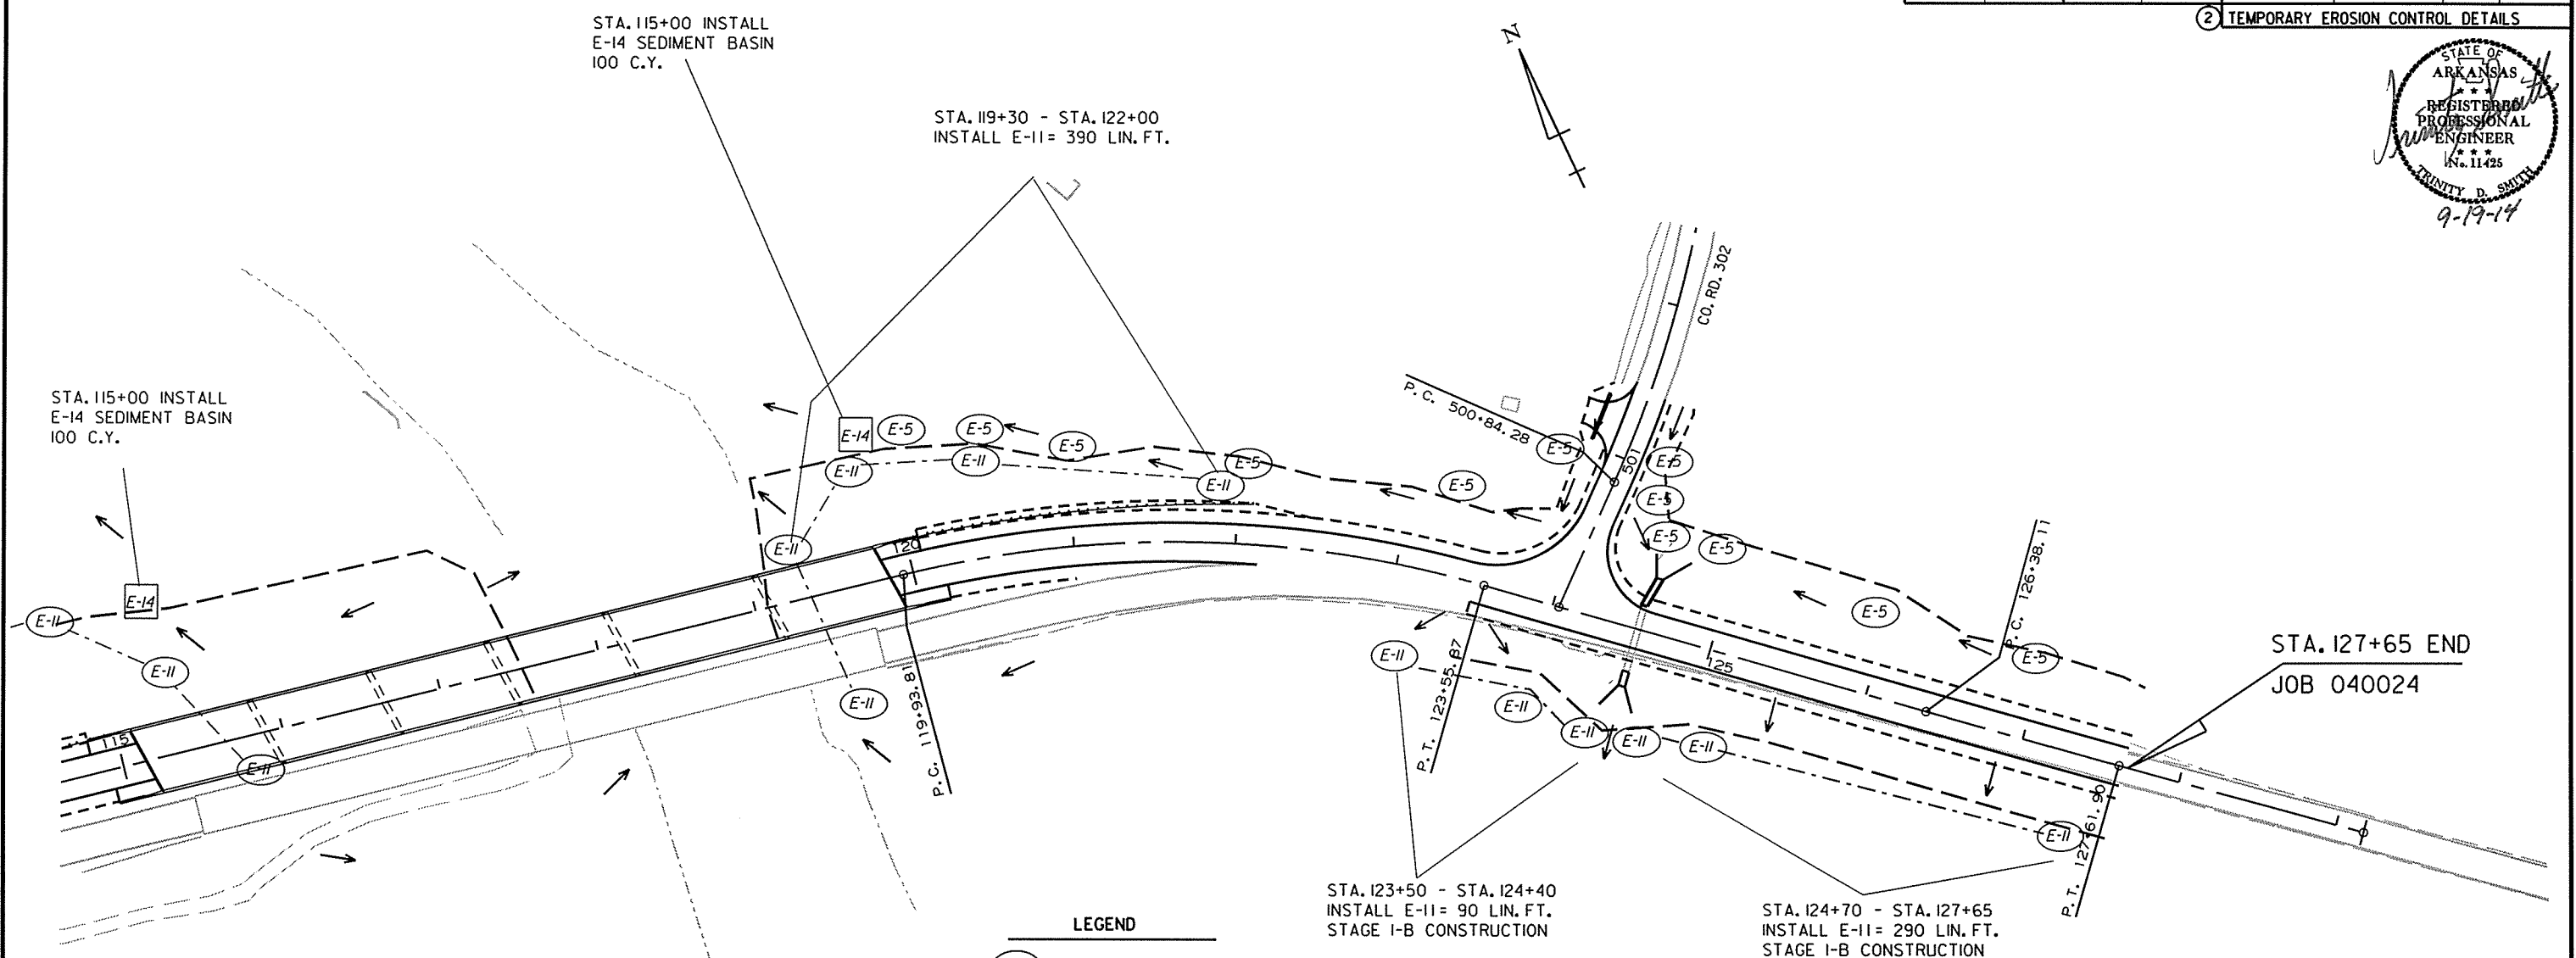 ② TEMPORARY EROSION CONTROL DETAILS
STATE OF
ARKANSAS
★ ★ ★
REGISTERED
PROFESSIONAL
ENGINEER
★ ★ ★
No. 11425
TRINITY D. SMITH
9-19-14
STA. 115+00 INSTALL
E-14 SEDIMENT BASIN
100 C.Y.
STA. 119+30 - STA. 122+00
INSTALL E-11= 390 LIN. FT.
N
CO. RD. 302
STA. 115+00 INSTALL
E-14 SEDIMENT BASIN
100 C.Y.
P.C. 500+84.28
501
E-14
E-5
E-5
E-5
E-5
E-5
E-5
E-5
E-5
E-5
E-5
E-5
E-5
E-11
E-11
E-11
E-11
E-11
E-14
E-11
E-11
E-11
115
120
125
P.C. 119+93.81
P.T. 123+55.87
P.C. 126+38.11
P.T. 127+61.90
E-11
E-11
E-11
E-11
E-11
E-11
STA. 127+65 END
JOB 040024
STA. 123+50 - STA. 124+40
INSTALL E-11= 90 LIN. FT.
STAGE 1-B CONSTRUCTION
STA. 124+70 - STA. 127+65
INSTALL E-11= 290 LIN. FT.
STAGE 1-B CONSTRUCTION
LEGEND